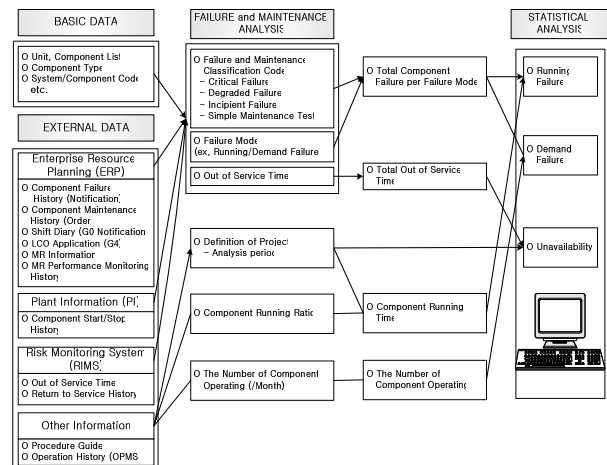 BASIC DATA
O Unit, Component List
O Component Type
O System/Component Code
etc.
EXTERNAL DATA
Enterprise Resource
Planning (ERP)
O Component Failure
History (Notification)
O Component Maintenance
History (Order
O Shift Diary (G0 Notification
O LCO Application (G4)
O MR Information
O MR Performance Monitoring
History
Plant Information (PI)
O Component Start/Stop
History
Risk Monitoring System
(RIMS)
O Out of Service Time
O Return to Service History
Other Information
O Procedure Guide
O Operation History (OPMS
FAILURE and MAINTENANCE
ANALYSIS
O Failure and Maintenance
Classification Code
- Critical Failure
- Degraded Failure
- Incipient Failure
- Simple Maintenance Test
O Failure Mode
(ex, Running/Demand Failure
O Out of Service Time
O Definition of Project
- Analysis period
O Component Running Ratio
O The Number of Component
Operating (/Month)
O Total Component
Failure per Failure Mode
O Total Out of Service
Time
O Component Running
Time
O The Number of
Component Operating
STATISTICAL
ANALYSIS
O Running
Failure
O Demand
Failure
O Unavailability